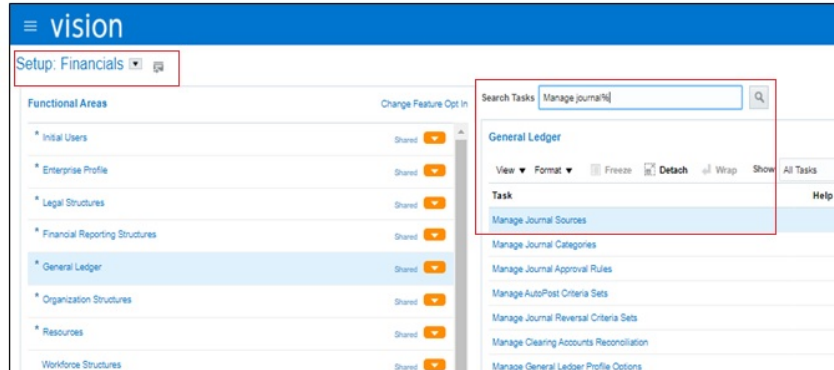 vision
Setup: Financials
Functional Areas
Change Feature Opt In
* Initial Users Shared
* Enterprise Profile Shared
* Legal Structures Shared
* Financial Reporting Structures Shared
* General Ledger Shared
* Organization Structures Shared
* Resources Shared
Workforce Structures Shared
Search Tasks Manage journal%
General Ledger
View Format Freeze Detach Wrap Show All Tasks
Task Help
Manage Journal Sources
Manage Journal Categories
Manage Journal Approval Rules
Manage AutoPost Criteria Sets
Manage Journal Reversal Criteria Sets
Manage Clearing Accounts Reconciliation
Manage General Ledger Profile Options